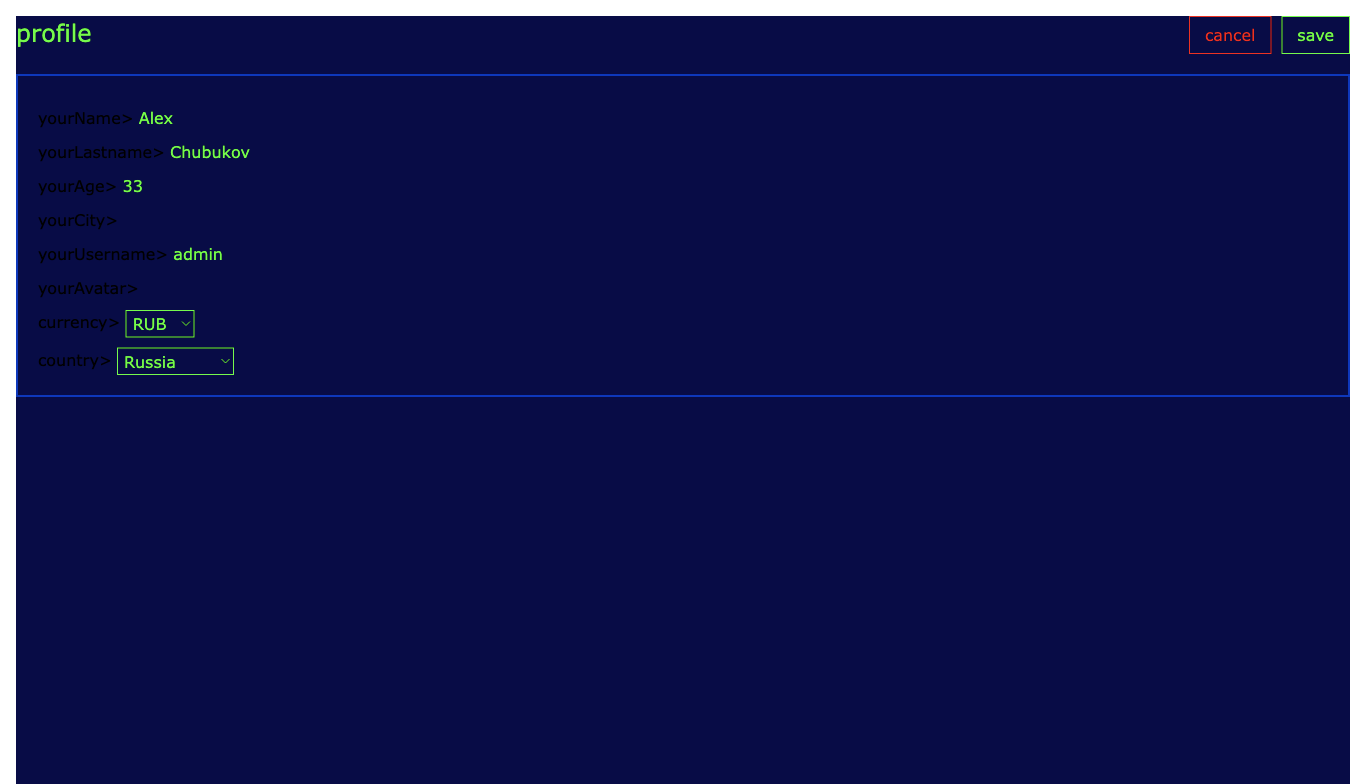 profile
cancel save
yourName> Alex
yourLastname> Chubukov
yourAge> 33
yourCity>
yourUsername> admin
yourAvatar>
currency> RUB
country> Russia